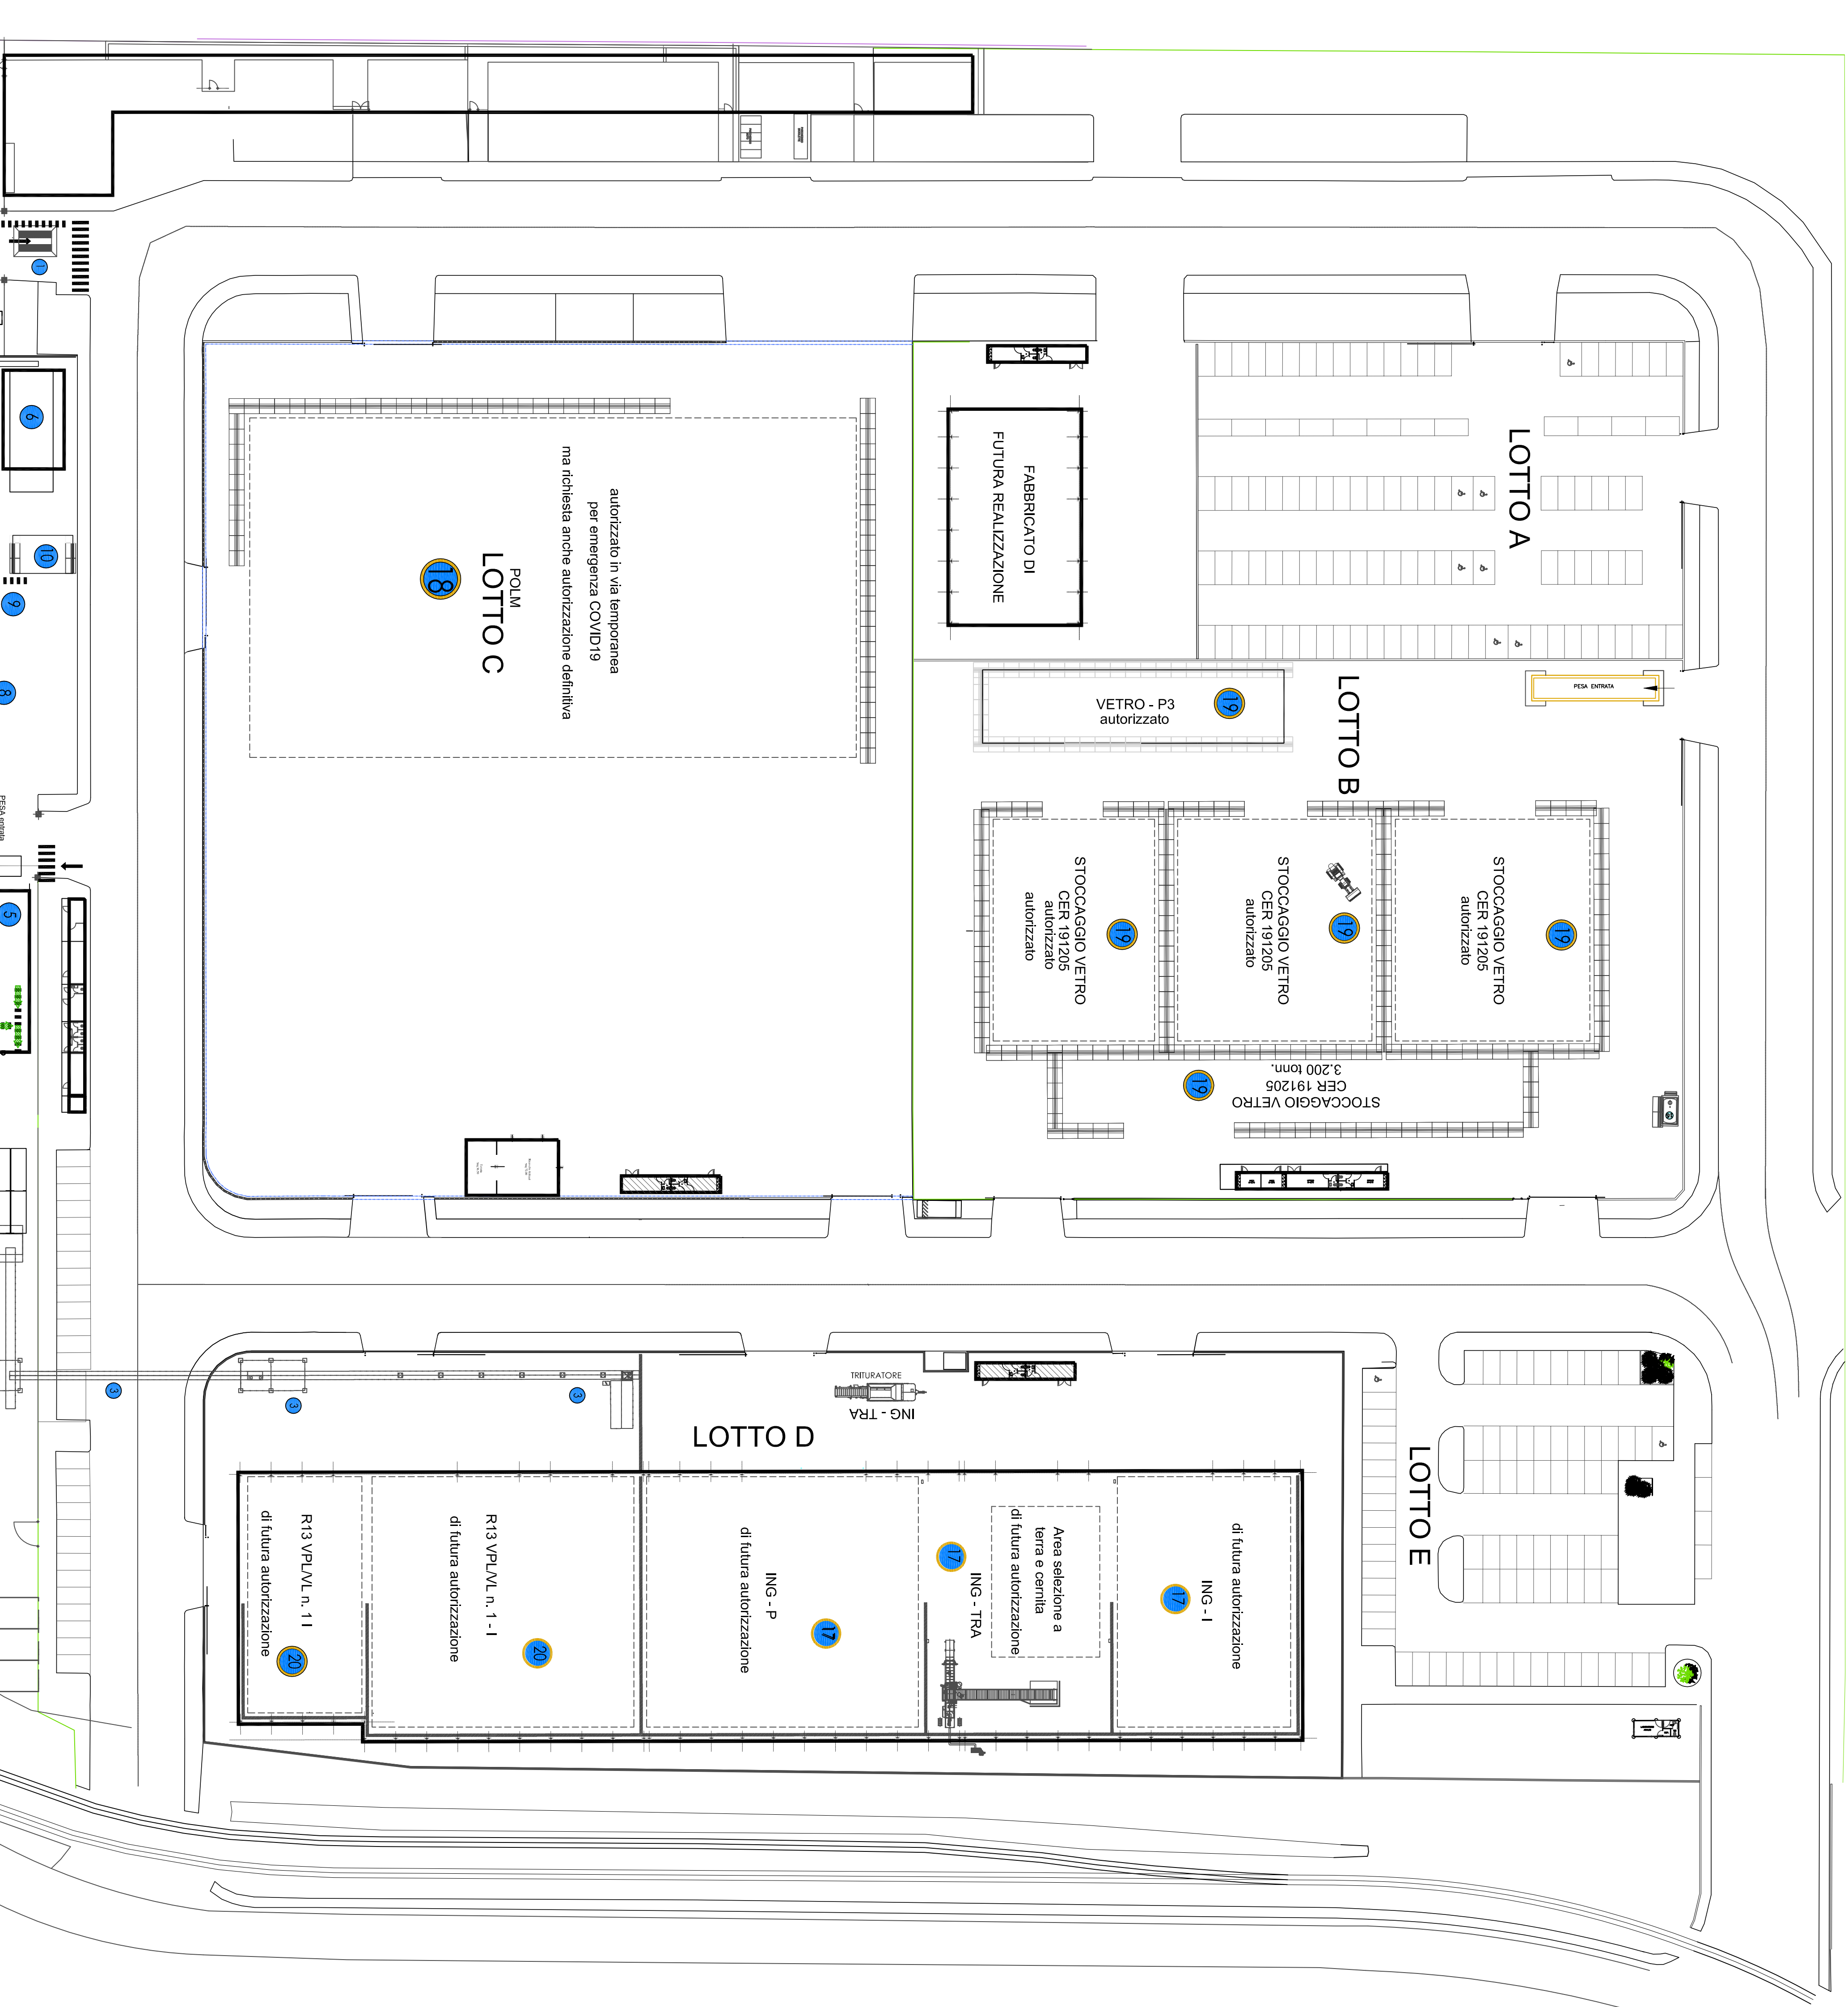 1
6
10
9
8
PESA entrata
5
3
3
3
autorizzato in via temporanea
per emergenza COVID19
ma richiesta anche autorizzazione definitiva
POLM
LOTTO C
18
FABBRICATO DI
FUTURA REALIZZAZIONE
LOTTO A
PESA ENTRATA
LOTTO B
VETRO - P3
autorizzato
19
STOCCAGGIO VETRO
CER 191205
autorizzato
autorizzato
19
STOCCAGGIO VETRO
CER 191205
autorizzato
19
STOCCAGGIO VETRO
CER 191205
autorizzato
19
STOCCAGGIO VETRO
CER 191205
3.200 tonn.
19
TRITURATORE
ING - TRA
LOTTO D
LOTTO E
R13 VPL/VL n. 1 I
di futura autorizzazione
20
R13 VPL/VL n. 1 - I
di futura autorizzazione
20
ING - P
di futura autorizzazione
17
Area selezione a
terra e cernita
di futura autorizzazione
ING - TRA
17
di futura autorizzazione
ING - I
17